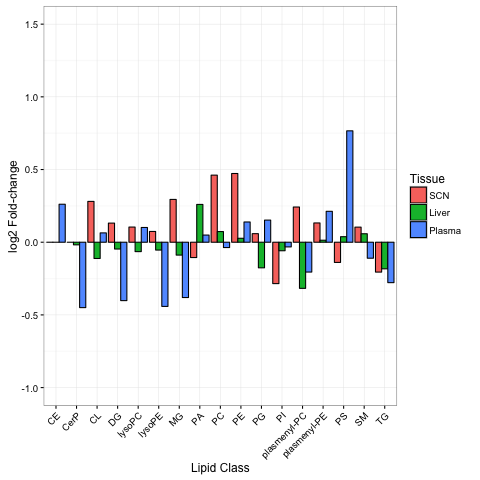 1.5
1.0
0.5
0.0
-0.5
-1.0
log2 Fold-change
CE
CerP
CL
DG
lysoPC
lysoPE
MG
PA
PC
PE
PG
PI
plasmenyl-PC
plasmenyl-PE
PS
SM
TG
Lipid Class
Tissue
SCN
Liver
Plasma